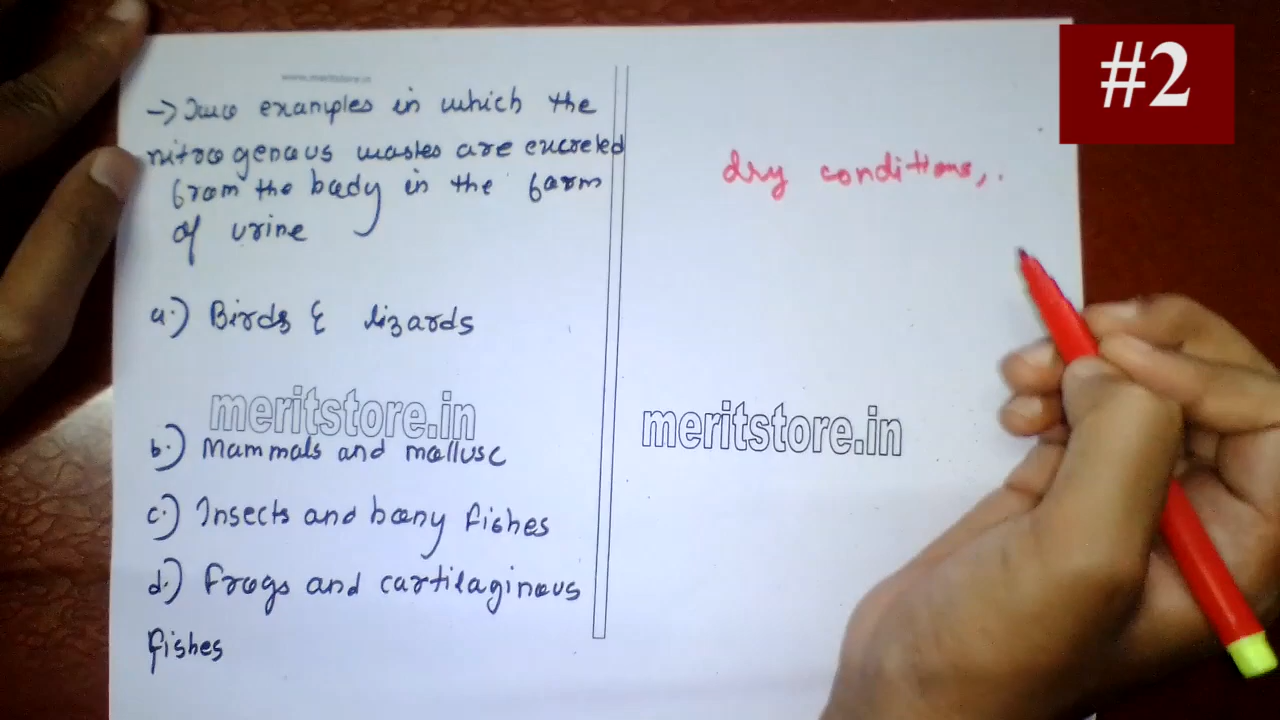 #2
www.meritstore.in
→ Two examples in which the
nitrogenous wastes are excreted
from the body in the form
of urine
a.) Birds & lizards
meritstore.in
b.) Mammals and mollusc
c.) Insects and bony fishes
d.) Frogs and cartilaginous
fishes
dry conditions,.
meritstore.in